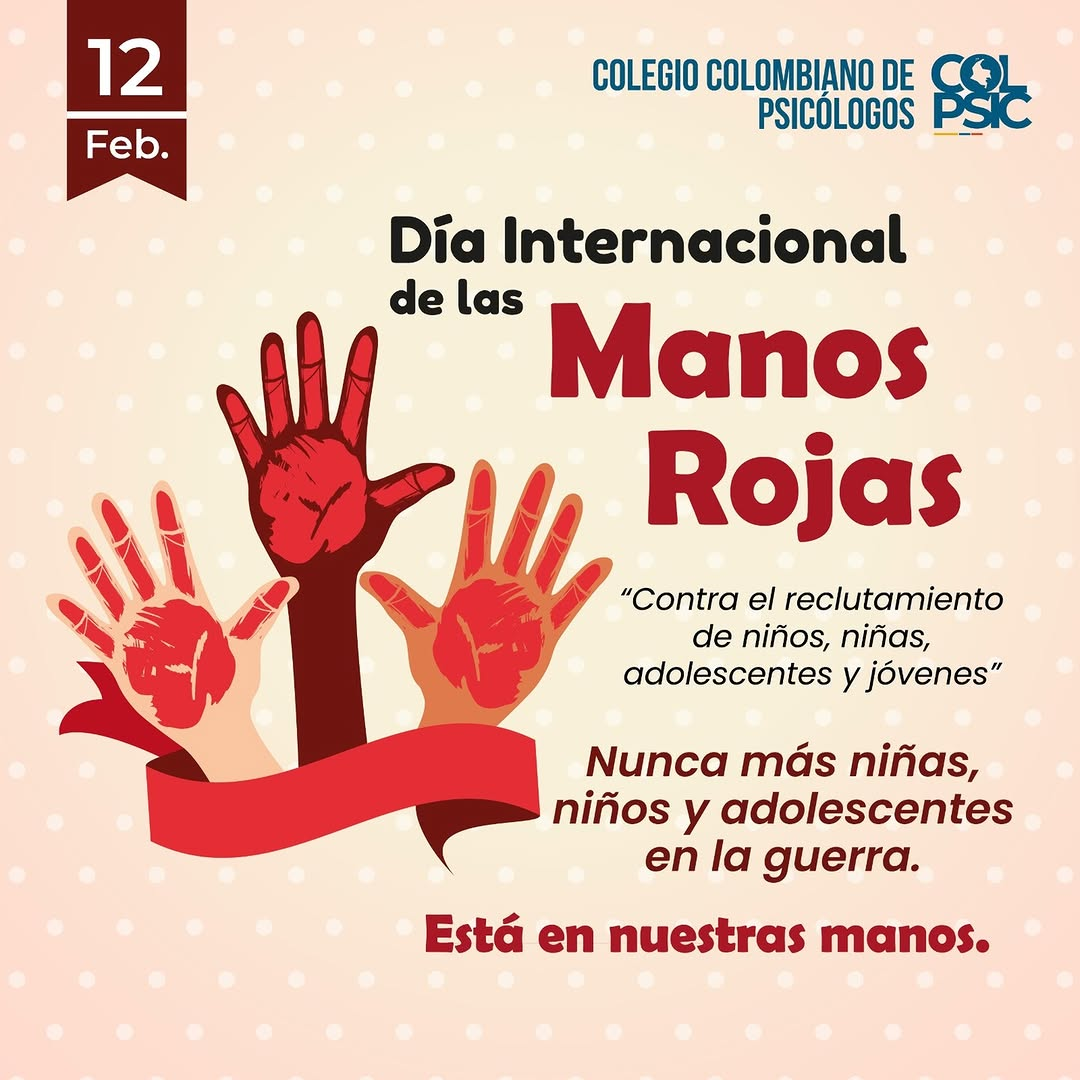 12
Feb.
COLEGIO COLOMBIANO DE
PSICÓLOGOS
COL
PSIC
Día Internacional
de las
Manos
Rojas
“Contra el reclutamiento
de niños, niñas,
adolescentes y jóvenes”
Nunca más niñas,
niños y adolescentes
en la guerra.
Está en nuestras manos.